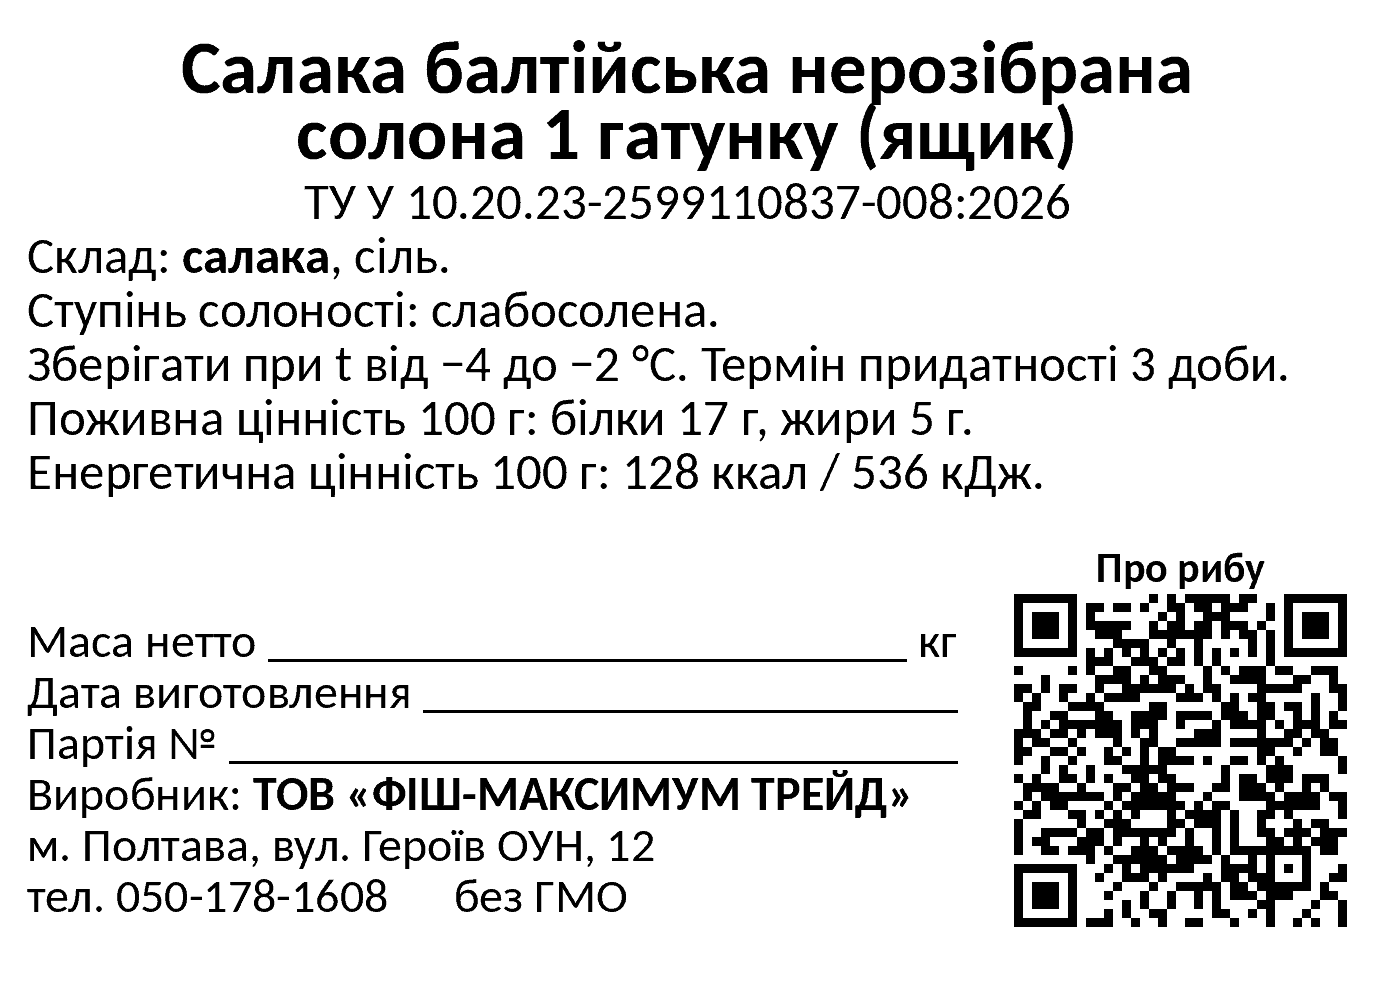 Салака балтійська нерозібрана
солона 1 гатунку (ящик)
ТУ У 10.20.23-2599110837-008:2026
Склад: салака, сіль.
Ступінь солоності: слабосолена.
Зберігати при t від −4 до −2 °C. Термін придатності 3 доби.
Поживна цінність 100 г: білки 17 г, жири 5 г.
Енергетична цінність 100 г: 128 ккал / 536 кДж.
Про рибу
Маса нетто ______________ кг
Дата виготовлення ______________
Партія № ______________
Виробник: ТОВ «ФІШ-МАКСИМУМ ТРЕЙД»
м. Полтава, вул. Героїв ОУН, 12
тел. 050-178-1608 без ГМО